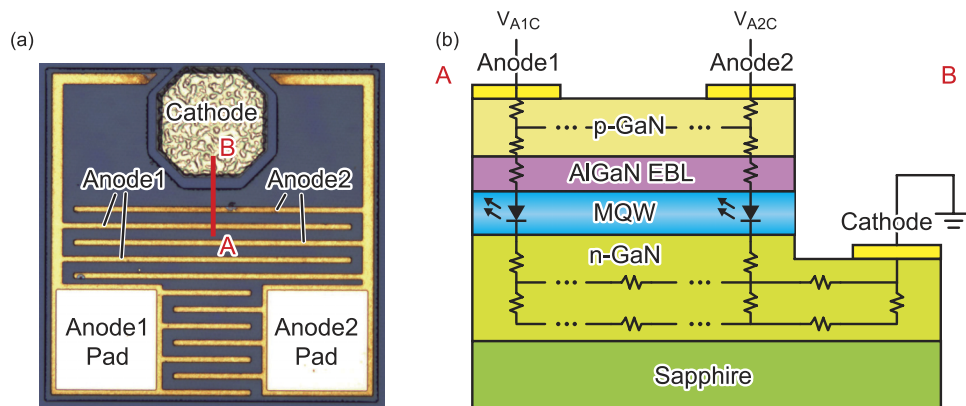 (a)
Cathode
B
Anode1
Anode2
A
Anode1
Pad
Anode2
Pad
(b)
V_A1C
V_A2C
A
Anode1
Anode2
B
... p-GaN ...
AlGaN EBL
MQW
Cathode
n-GaN
... ...
... ...
Sapphire